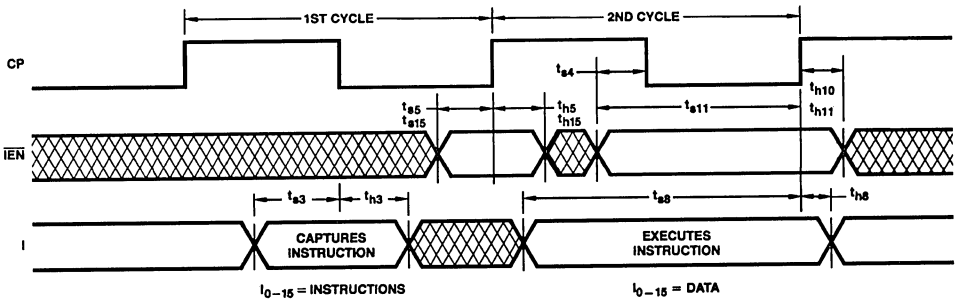 1ST CYCLE
2ND CYCLE
CP
ts4
ts5
ts15
th5
th15
ts11
th10
th11
IEN
ts3
th3
ts8
th8
I
CAPTURES
INSTRUCTION
EXECUTES
INSTRUCTION
I0–15 = INSTRUCTIONS
I0–15 = DATA